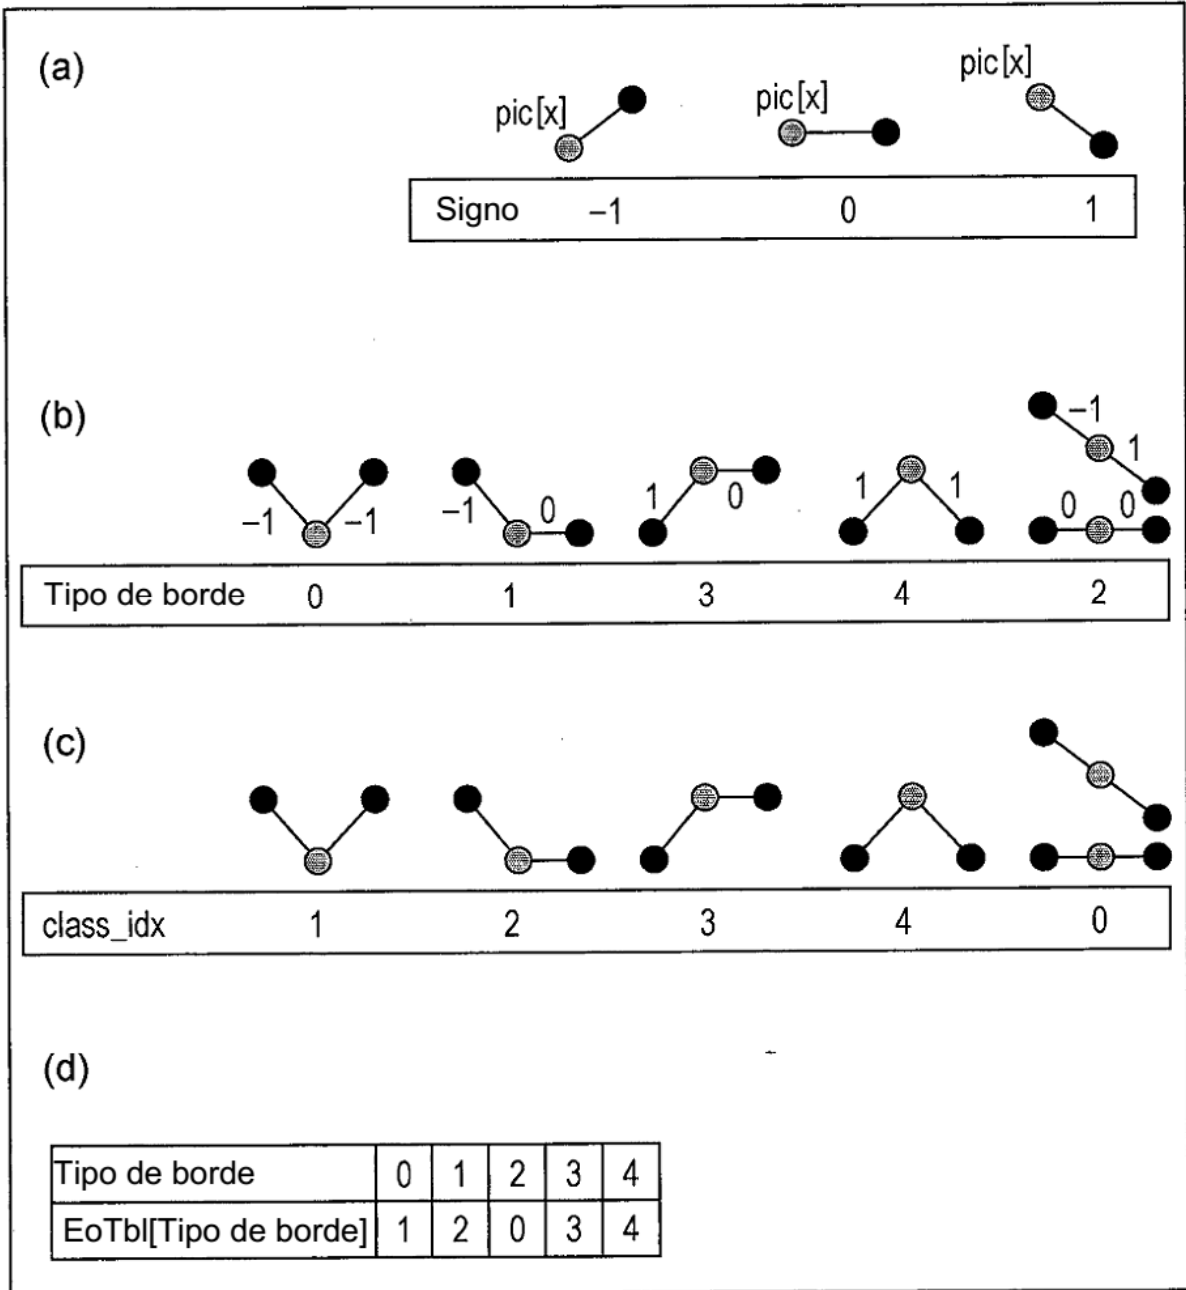 (a)
pic[x] pic[x] pic[x]
Signo −1 0 1
(b)
−1 −1 −1 0 1 0 1 1 −1 1 0 0
Tipo de borde 0 1 3 4 2
(c)
class_idx 1 2 3 4 0
(d)
Tipo de borde 0 1 2 3 4
EoTbl[Tipo de borde] 1 2 0 3 4